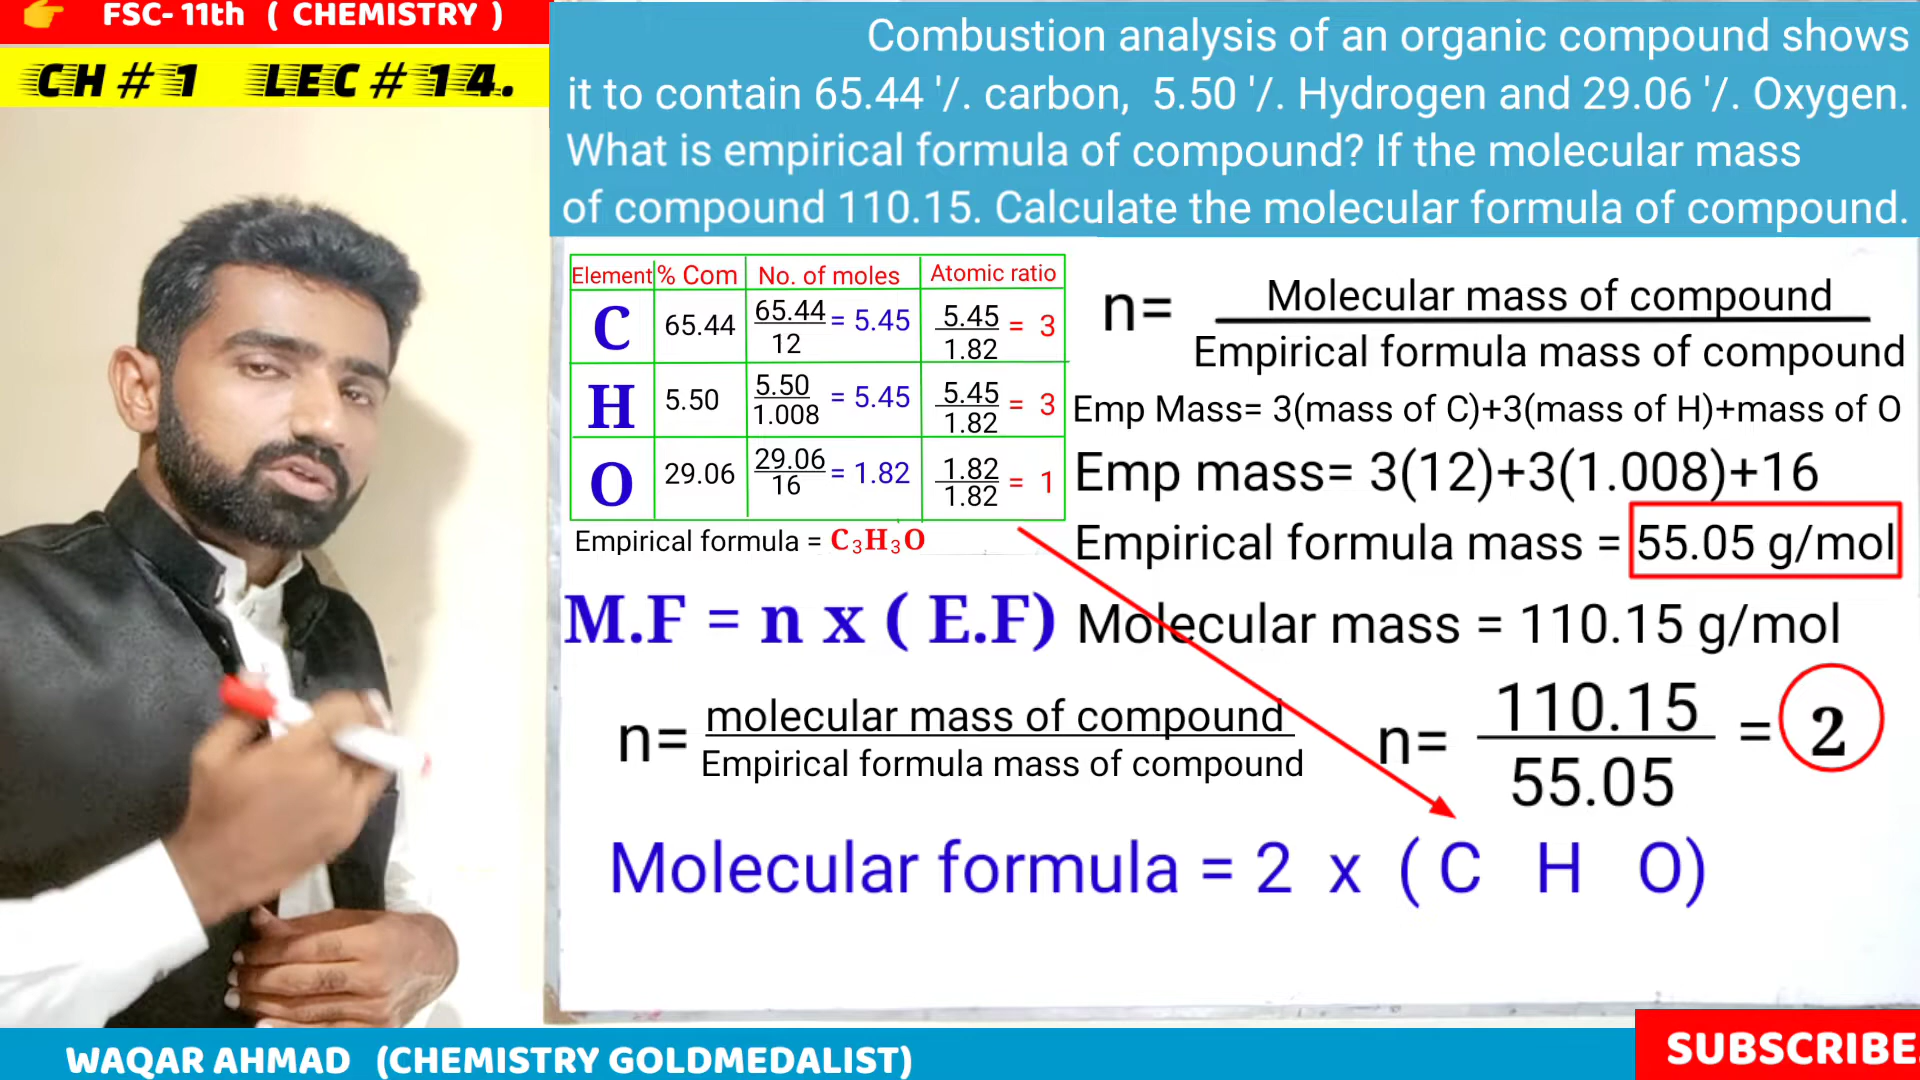 👉 FSC- 11th ( CHEMISTRY )
CH # 1 LEC # 14.
Combustion analysis of an organic compound shows
it to contain 65.44 '/. carbon, 5.50 '/. Hydrogen and 29.06 '/. Oxygen.
What is empirical formula of compound? If the molecular mass
of compound 110.15. Calculate the molecular formula of compound.
Element % Com No. of moles Atomic ratio
C 65.44 65.44/12 = 5.45 5.45/1.82 = 3
H 5.50 5.50/1.008 = 5.45 5.45/1.82 = 3
O 29.06 29.06/16 = 1.82 1.82/1.82 = 1
Empirical formula = C₃H₃O
M.F = n x ( E.F)
n= molecular mass of compound
Empirical formula mass of compound
n= Molecular mass of compound
Empirical formula mass of compound
Emp Mass= 3(mass of C)+3(mass of H)+mass of O
Emp mass= 3(12)+3(1.008)+16
Empirical formula mass = 55.05 g/mol
Molecular mass = 110.15 g/mol
n= 110.15/55.05 = 2
Molecular formula = 2 x ( C H O)
WAQAR AHMAD (CHEMISTRY GOLDMEDALIST)
SUBSCRIBE